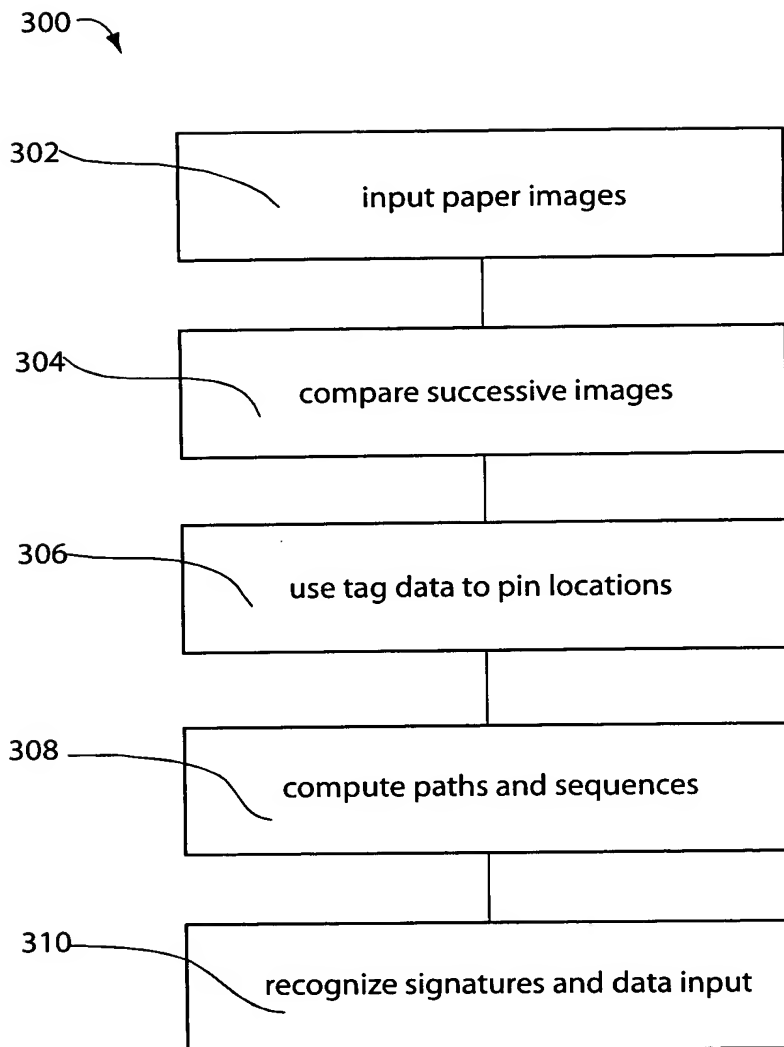 300
302
input paper images
304
compare successive images
306
use tag data to pin locations
308
compute paths and sequences
310
recognize signatures and data input